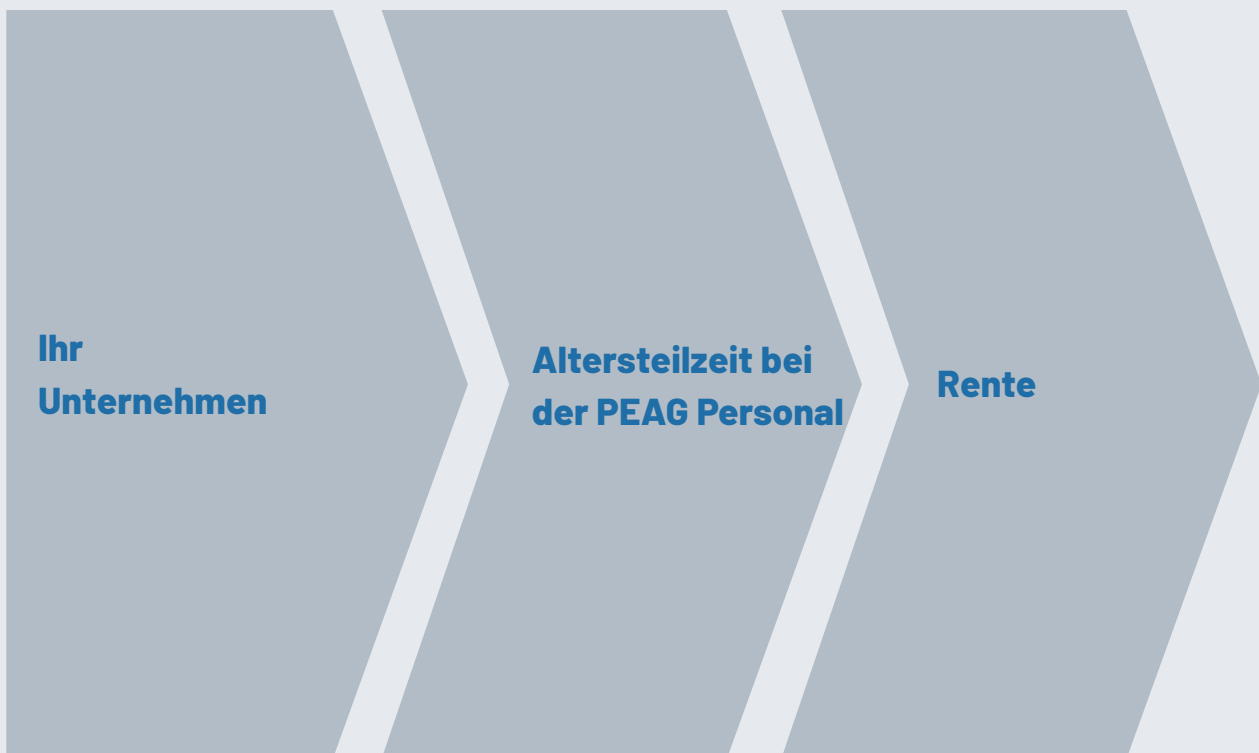 Ihr
Unternehmen
Altersteilzeit bei
der PEAG Personal
Rente